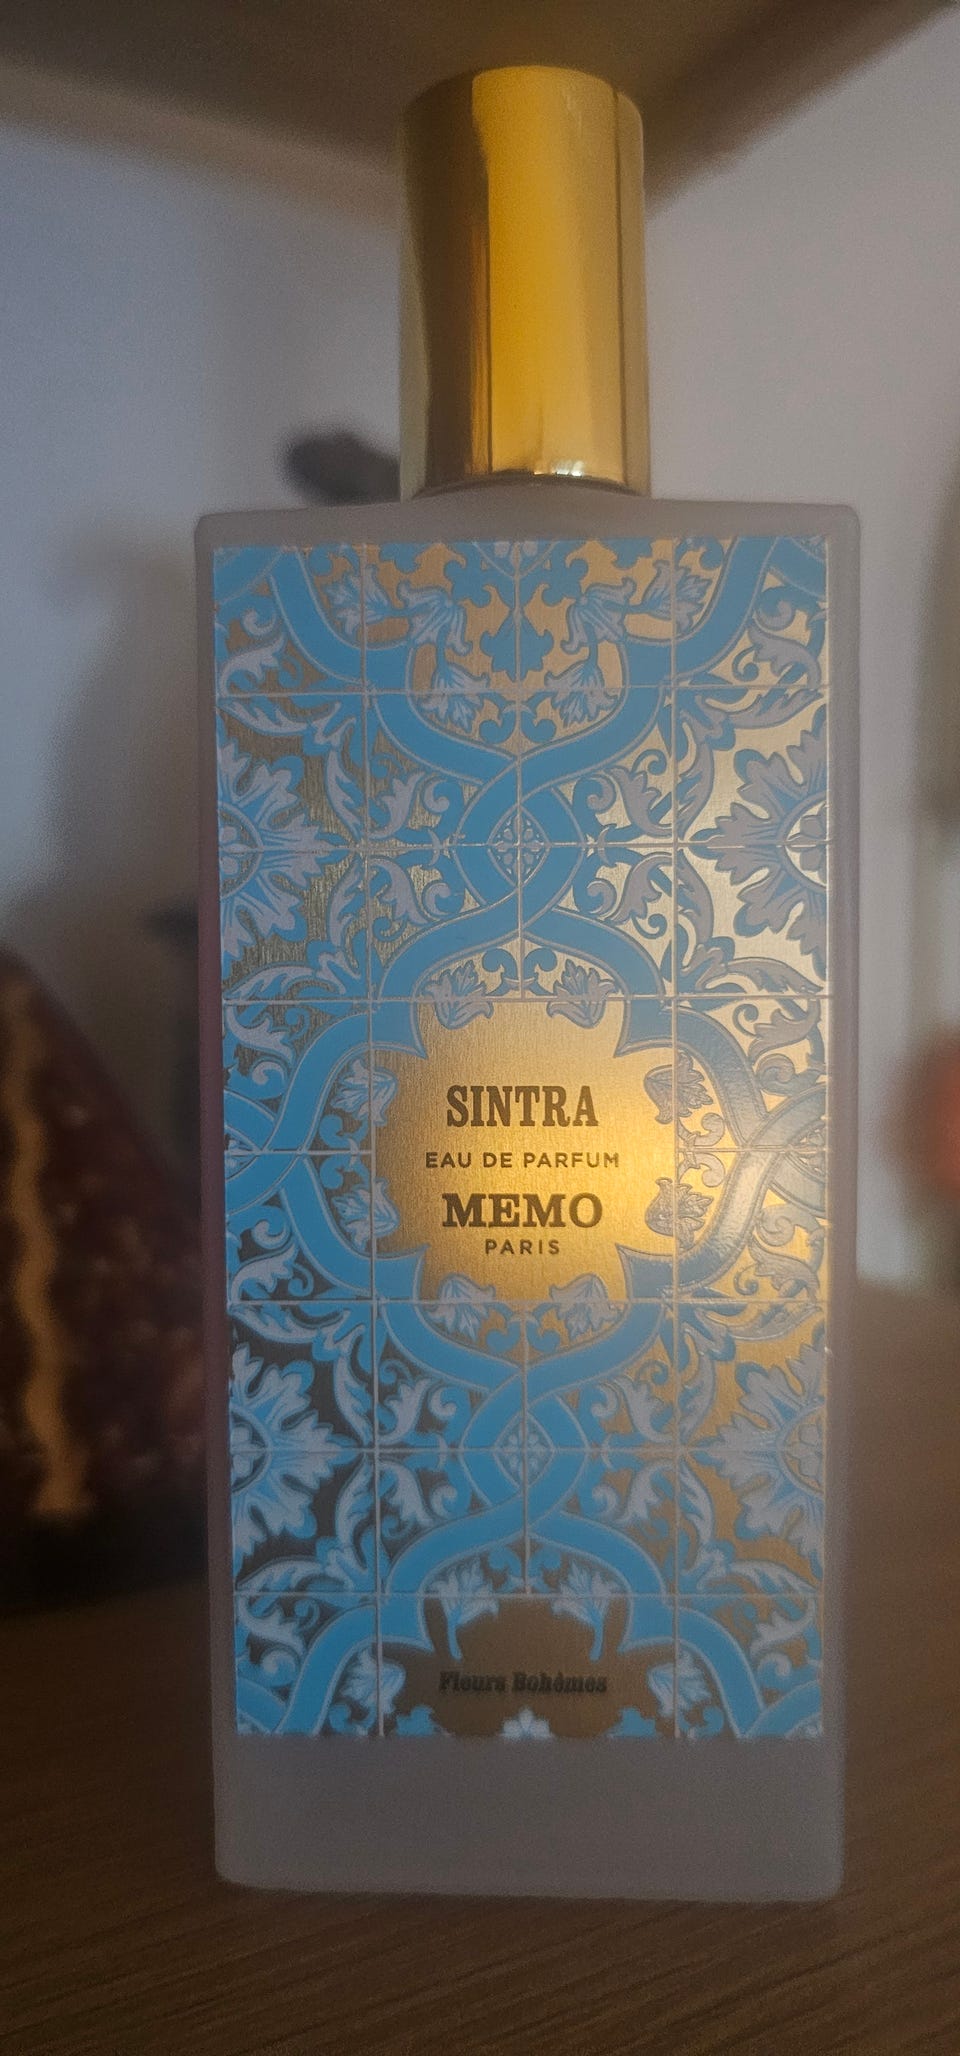 SINTRA
EAU DE PARFUM
MEMO
PARIS
Fleurs Bohèmes